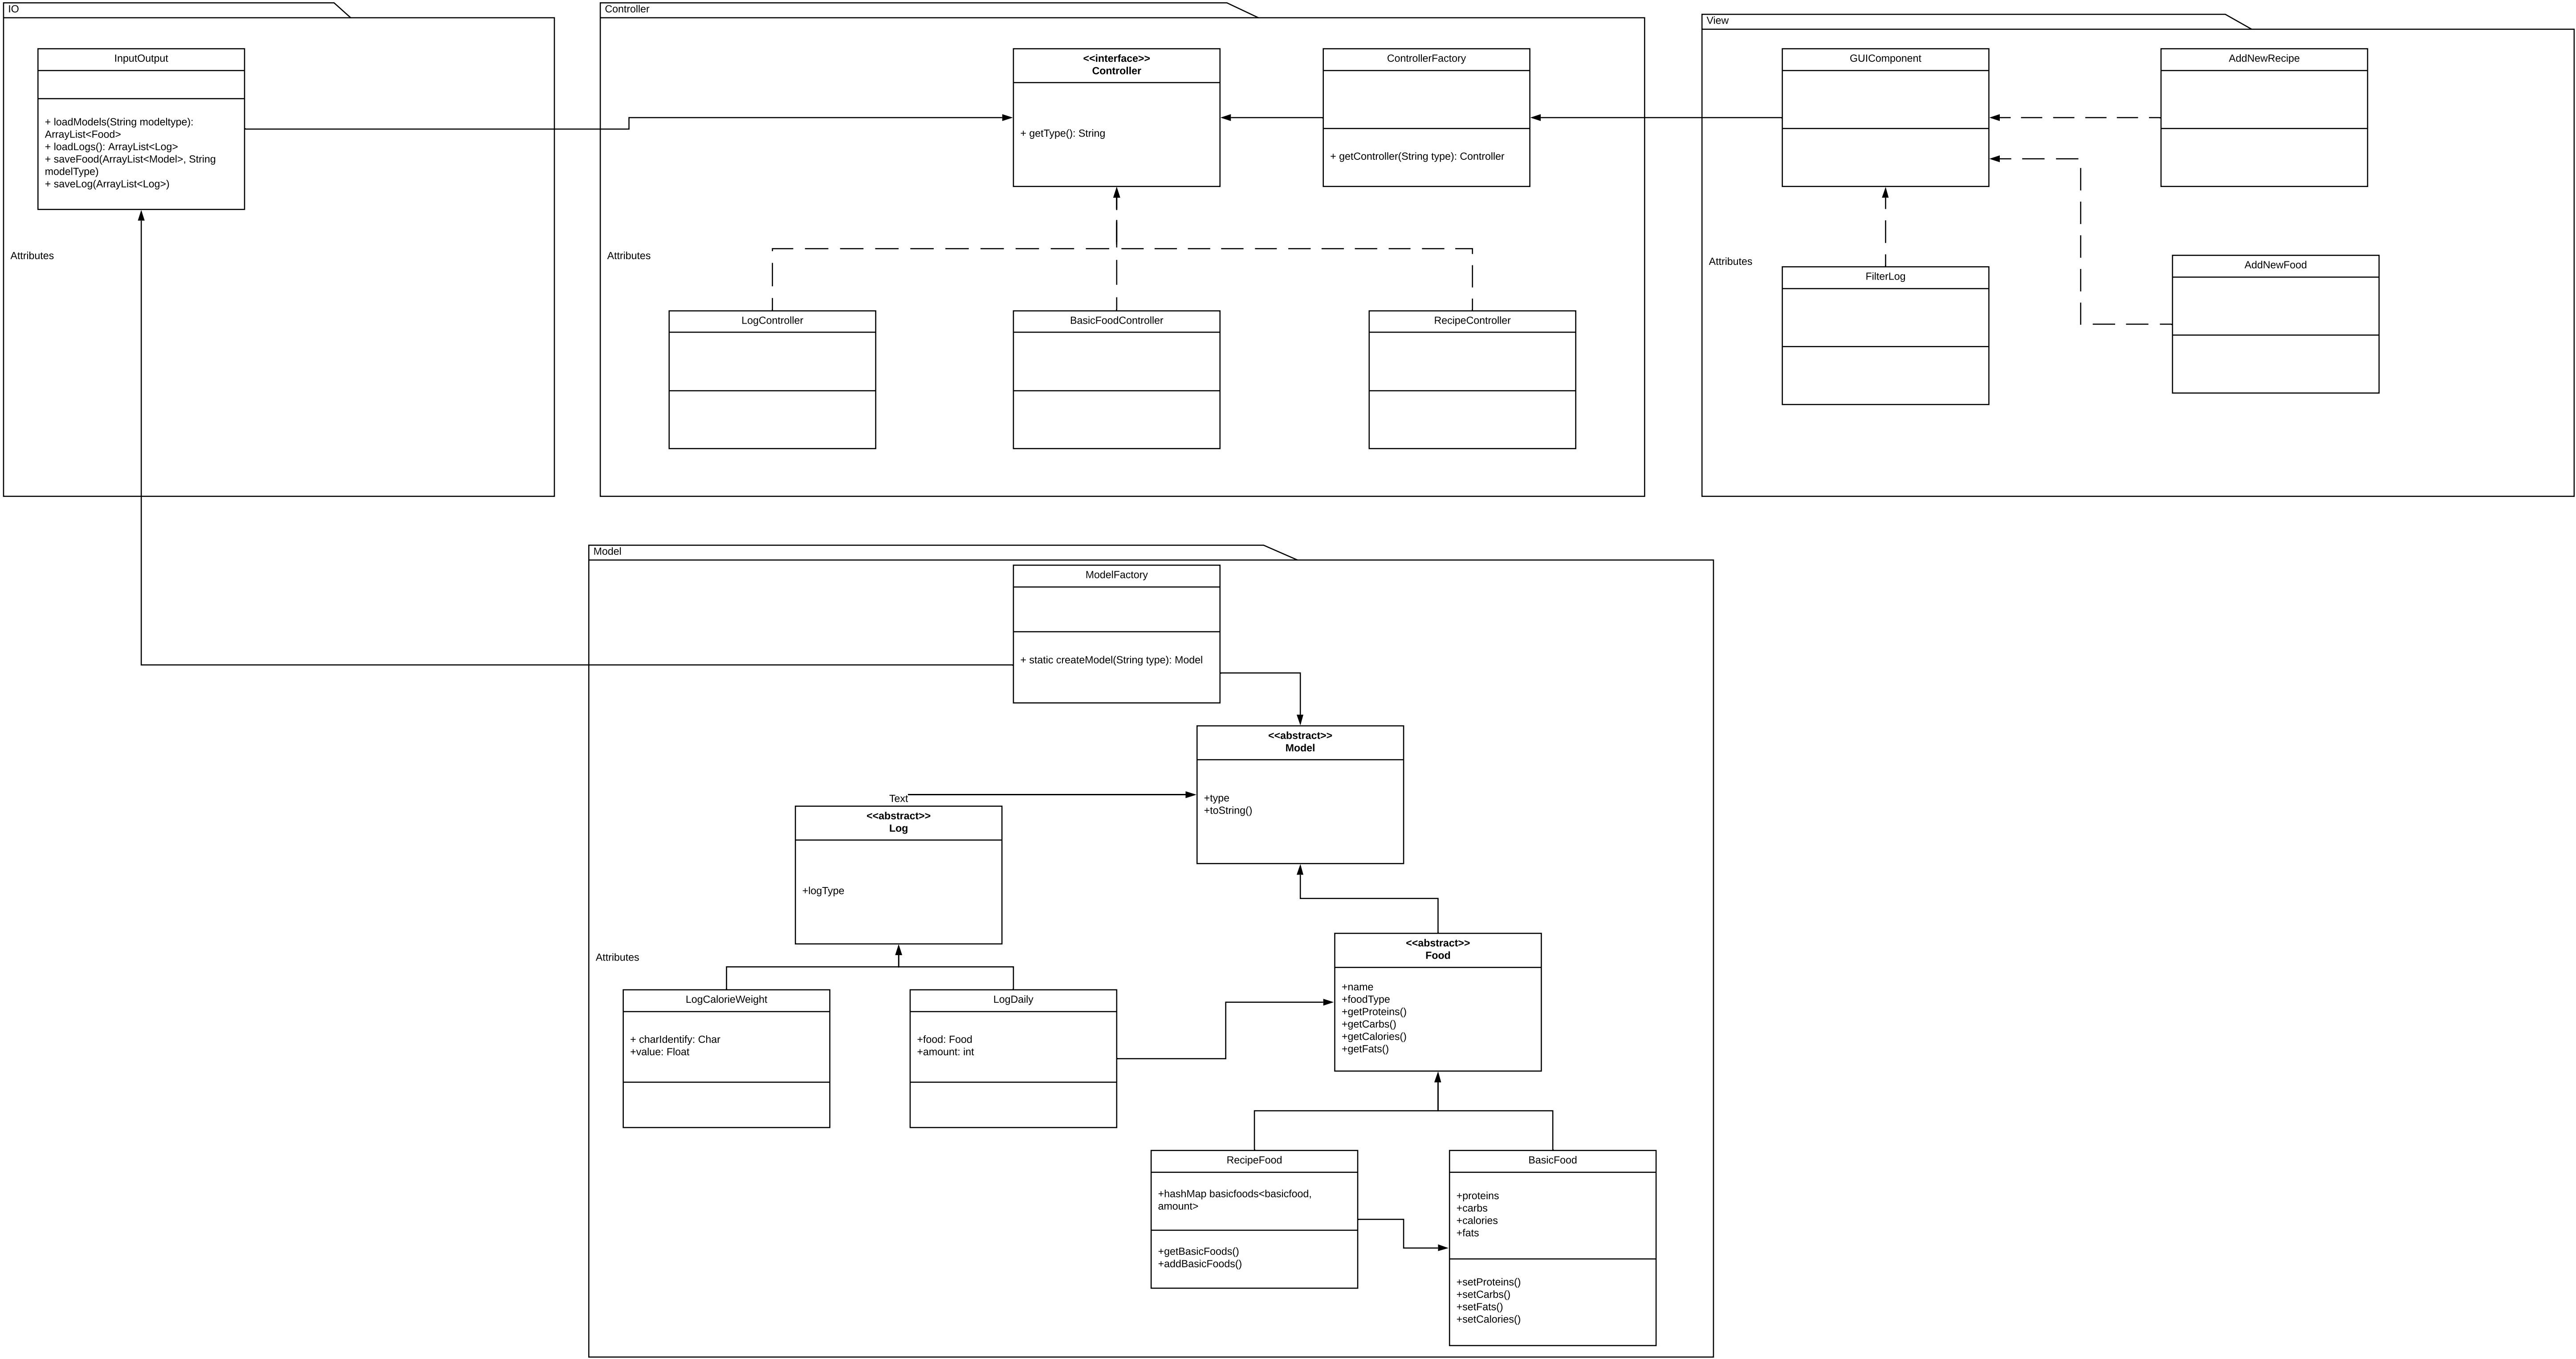 IO
InputOutput
+ loadModels(String modeltype):
ArrayList<Food>
+ loadLogs(): ArrayList<Log>
+ saveFood(ArrayList<Model>, String
modelType)
+ saveLog(ArrayList<Log>)
Attributes
Controller
<<interface>>
Controller
+ getType(): String
ControllerFactory
+ getController(String type): Controller
Attributes
LogController
BasicFoodController
RecipeController
View
GUIComponent
AddNewRecipe
Attributes
FilterLog
AddNewFood
Model
ModelFactory
+ static createModel(String type): Model
<<abstract>>
Model
+type
+toString()
Text
<<abstract>>
Log
+logType
Attributes
<<abstract>>
Food
+name
+foodType
+getProteins()
+getCarbs()
+getCalories()
+getFats()
LogCalorieWeight
+ charIdentify: Char
+value: Float
LogDaily
+food: Food
+amount: int
RecipeFood
+hashMap basicfoods<basicfood,
amount>
+getBasicFoods()
+addBasicFoods()
BasicFood
+proteins
+carbs
+calories
+fats
+setProteins()
+setCarbs()
+setFats()
+setCalories()